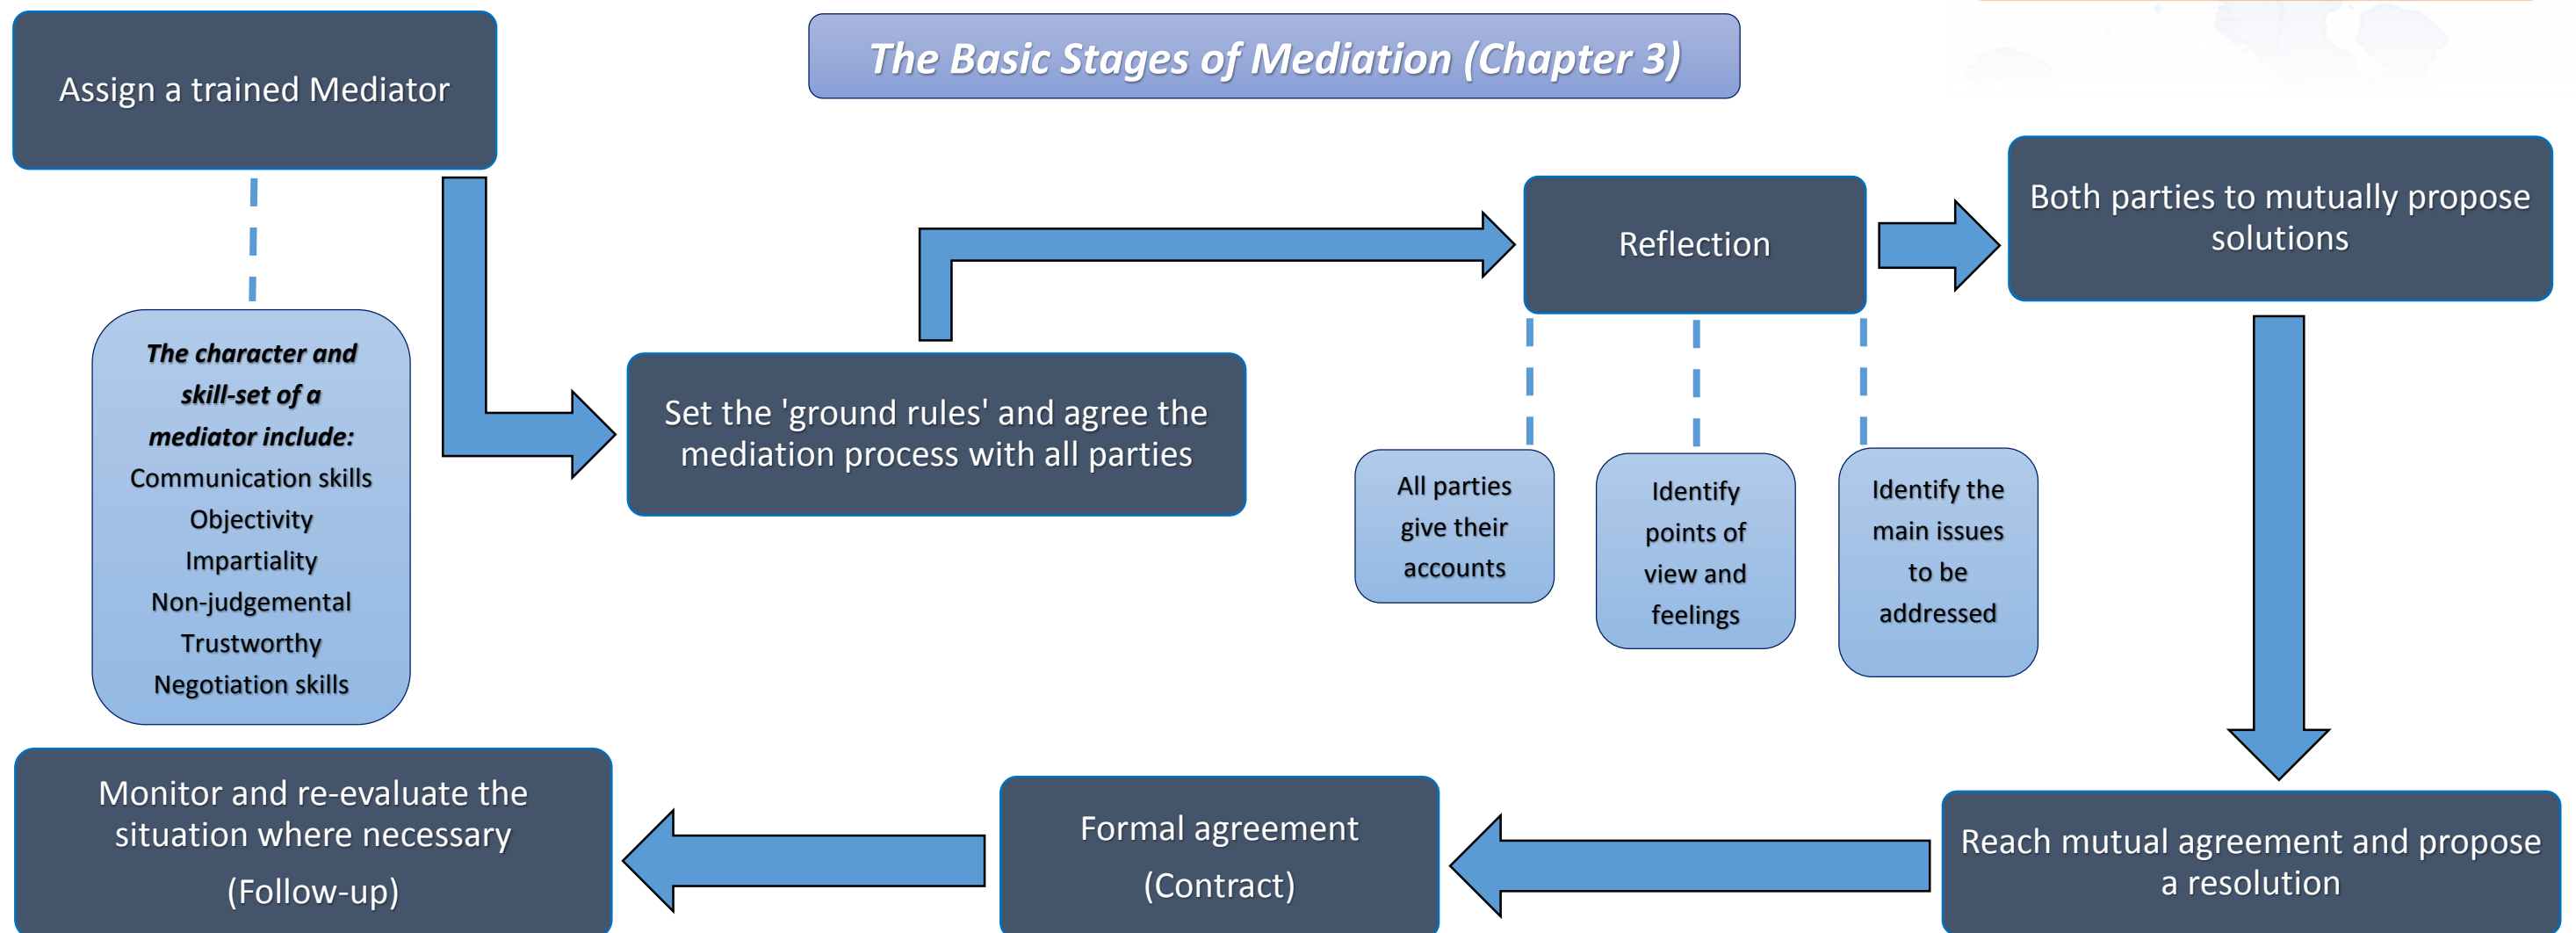 The Basic Stages of Mediation (Chapter 3)
Assign a trained Mediator
The character and
skill-set of a
mediator include:
Communication skills
Objectivity
Impartiality
Non-judgemental
Trustworthy
Negotiation skills
Set the 'ground rules' and agree the
mediation process with all parties
Reflection
All parties
give their
accounts
Identify
points of
view and
feelings
Identify the
main issues
to be
addressed
Both parties to mutually propose
solutions
Reach mutual agreement and propose
a resolution
Formal agreement
(Contract)
Monitor and re-evaluate the
situation where necessary
(Follow-up)